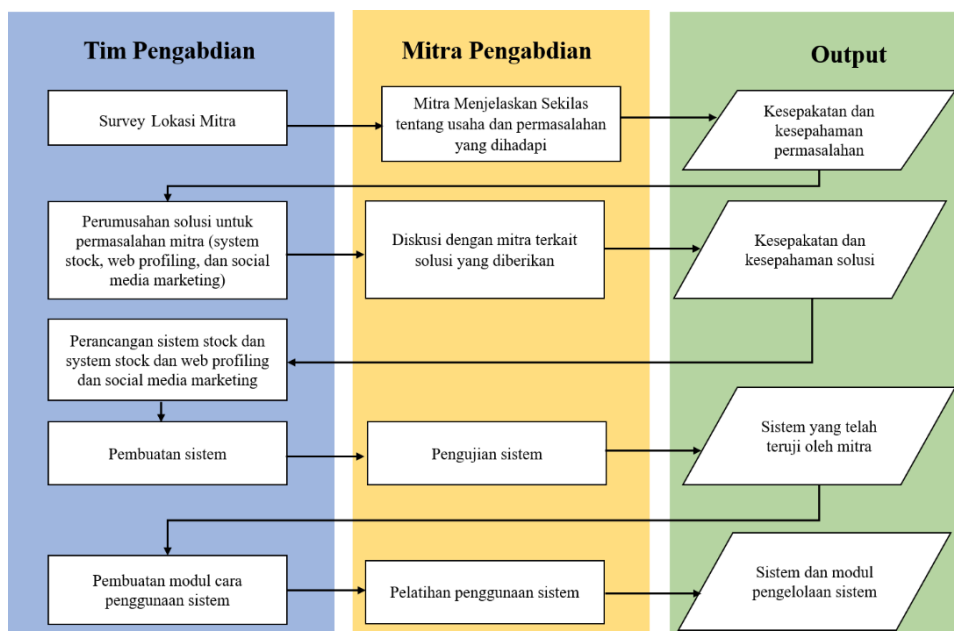 Tim Pengabdian
Mitra Pengabdian
Output
Survey Lokasi Mitra
Mitra Menjelaskan Sekilas
tentang usaha dan permasalahan
yang dihadapi
Kesepakatan dan
kesepahaman
permasalahan
Perumusahan solusi untuk
permasalahan mitra (system
stock, web profiling, dan social
media marketing)
Diskusi dengan mitra terkait
solusi yang diberikan
Kesepakatan dan
kesepahaman solusi
Perancangan sistem stock dan
system stock dan web profiling
dan social media marketing
Pembuatan sistem
Pengujian sistem
Sistem yang telah
teruji oleh mitra
Pembuatan modul cara
penggunaan sistem
Pelatihan penggunaan sistem
Sistem dan modul
pengelolaan sistem